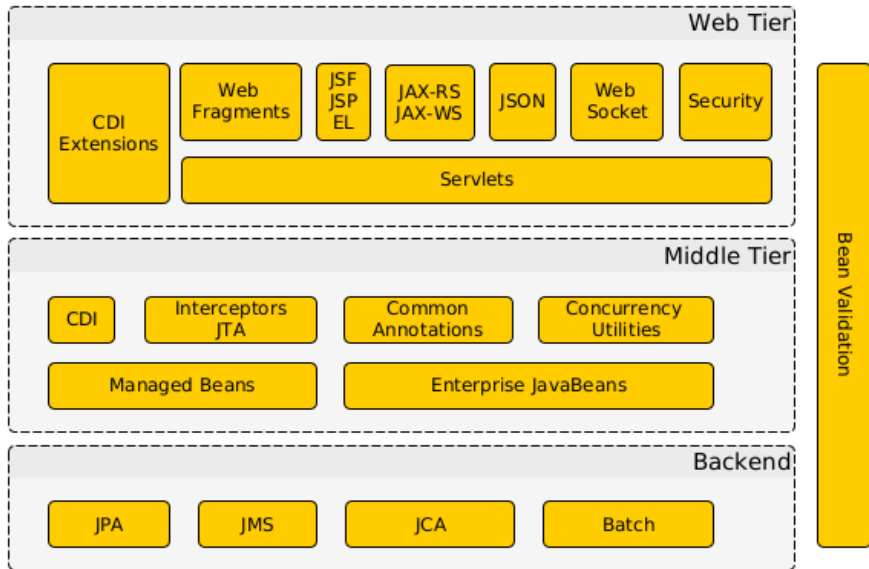 Web Tier
CDI
Extensions
Web
Fragments
JSF
JSP
EL
JAX-RS
JAX-WS
JSON
Web
Socket
Security
Servlets
Middle Tier
CDI
Interceptors
JTA
Common
Annotations
Concurrency
Utilities
Managed Beans
Enterprise JavaBeans
Backend
JPA
JMS
JCA
Batch
Bean Validation